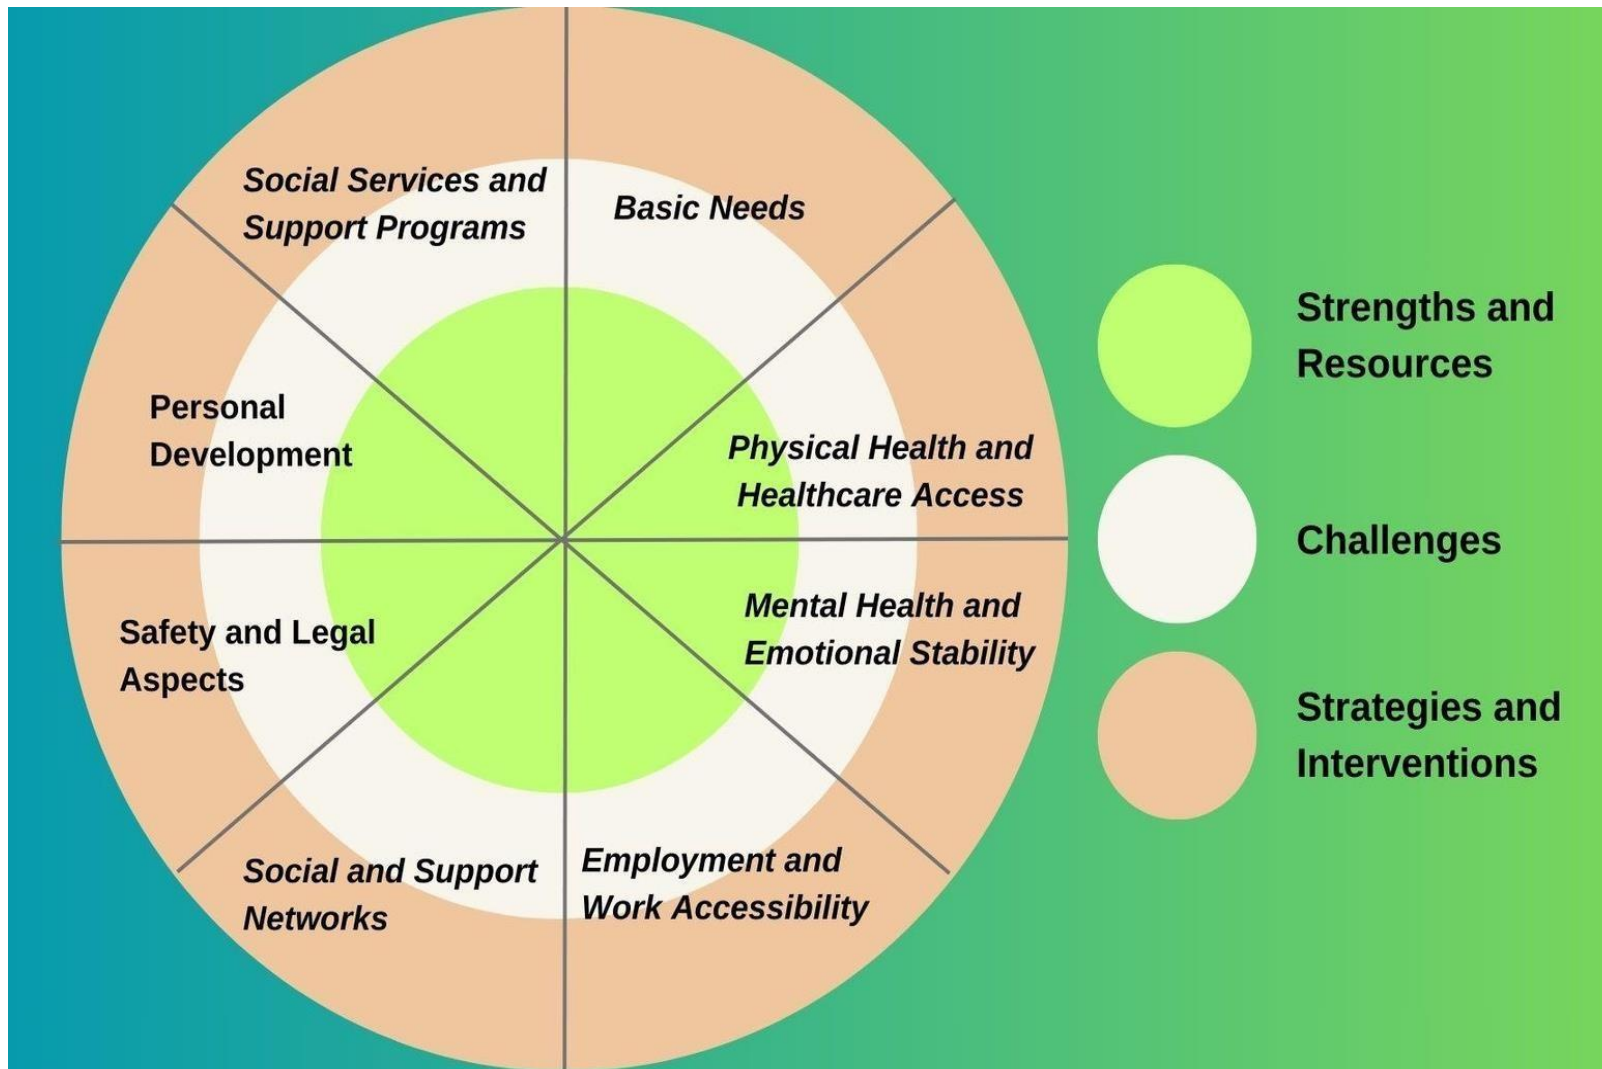 Social Services and
Support Programs
Basic Needs
Personal
Development
Physical Health and
Healthcare Access
Safety and Legal
Aspects
Mental Health and
Emotional Stability
Social and Support
Networks
Employment and
Work Accessibility
Strengths and
Resources
Challenges
Strategies and
Interventions